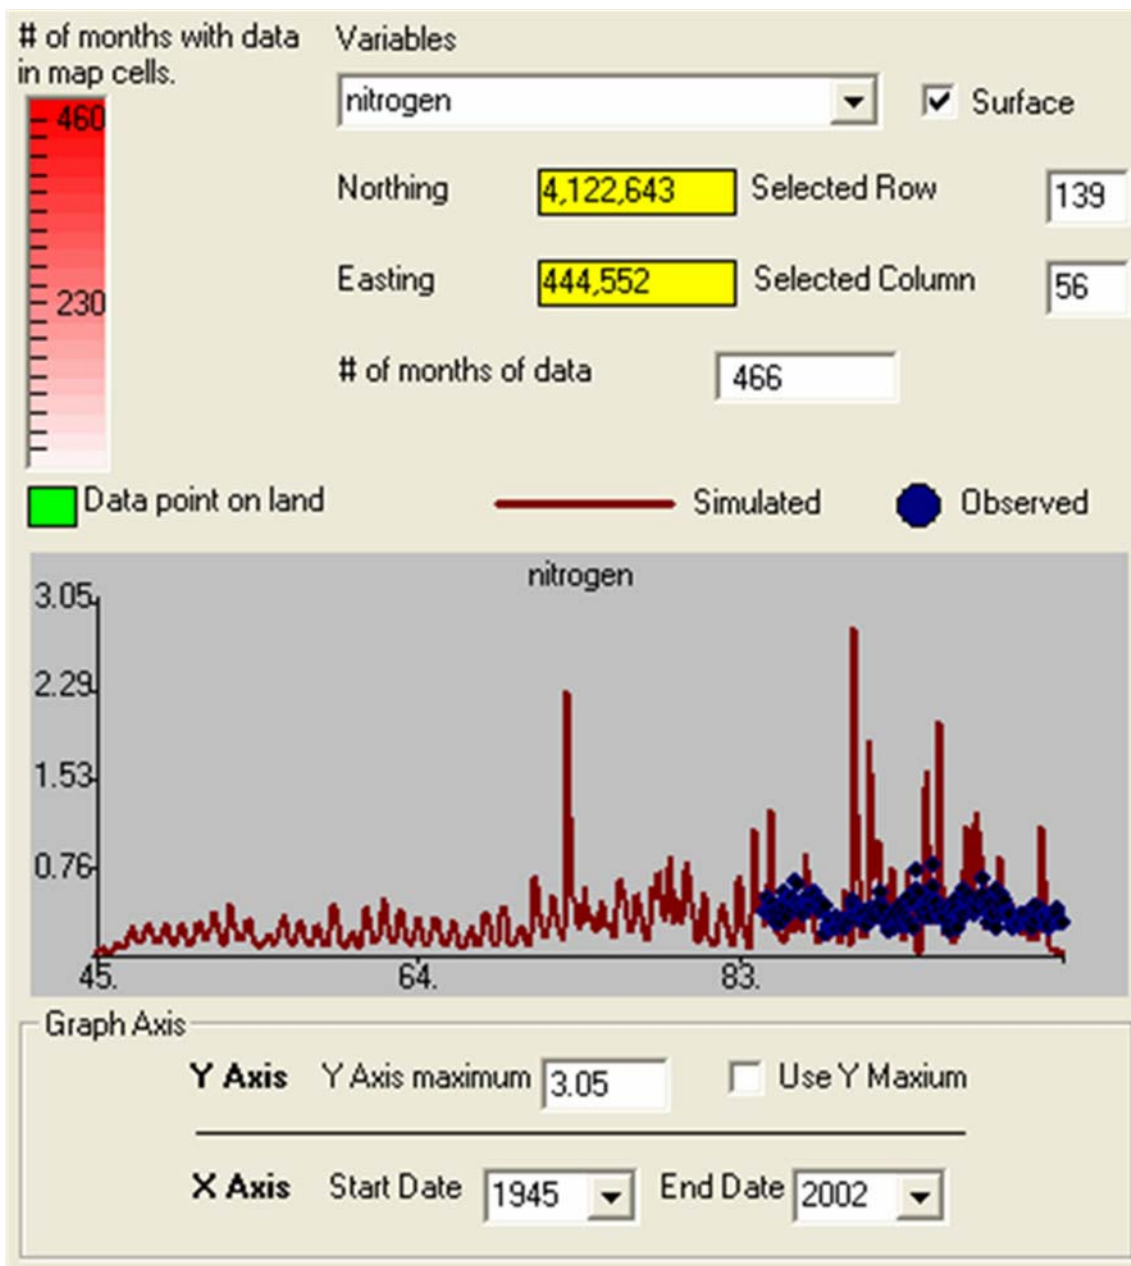 # of months with data
in map cells.
460
230
Variables
nitrogen
Surface
Northing
4,122,643
Selected Row
139
Easting
444,552
Selected Column
56
# of months of data
466
Data point on land
Simulated
Observed
nitrogen
3.05
2.29
1.53
0.76
45.
64.
83.
Graph Axis
Y Axis
Y Axis maximum
3.05
Use Y Maxium
X Axis
Start Date
1945
End Date
2002